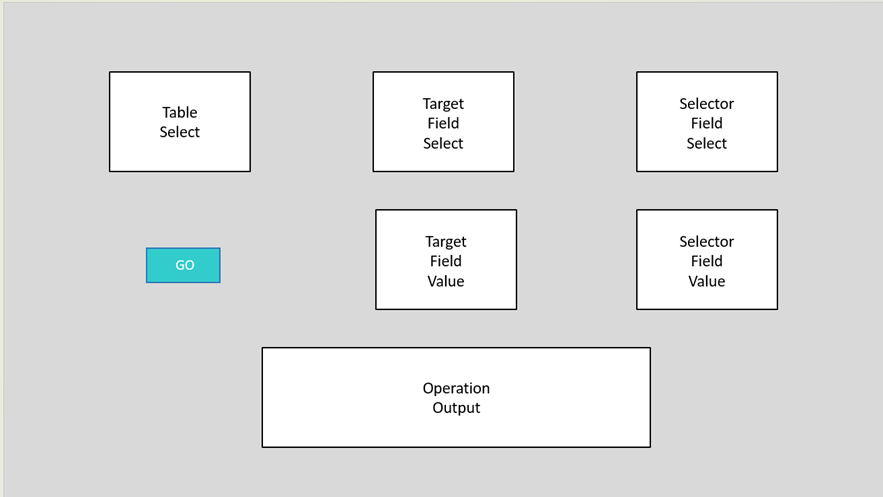 Table
Select
Target
Field
Select
Selector
Field
Select
GO
Target
Field
Value
Selector
Field
Value
Operation
Output